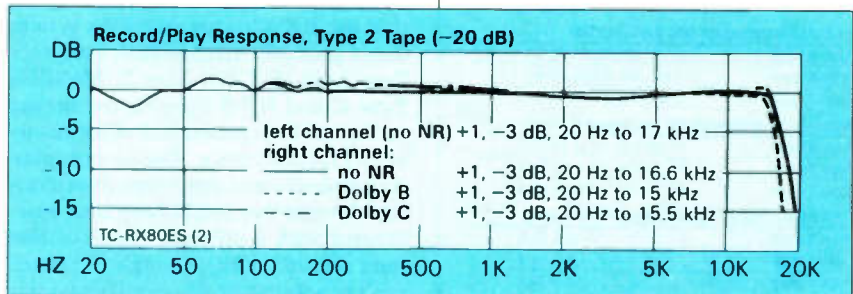 Record/Play Response, Type 2 Tape (−20 dB)
DB
0
-5
-10
-15
left channel (no NR) +1, −3 dB, 20 Hz to 17 kHz
right channel:
no NR +1, −3 dB, 20 Hz to 16.6 kHz
Dolby B +1, −3 dB, 20 Hz to 15 kHz
Dolby C +1, −3 dB, 20 Hz to 15.5 kHz
TC-RX80ES (2)
HZ 20 50 100 200 500 1K 2K 5K 10K 20K